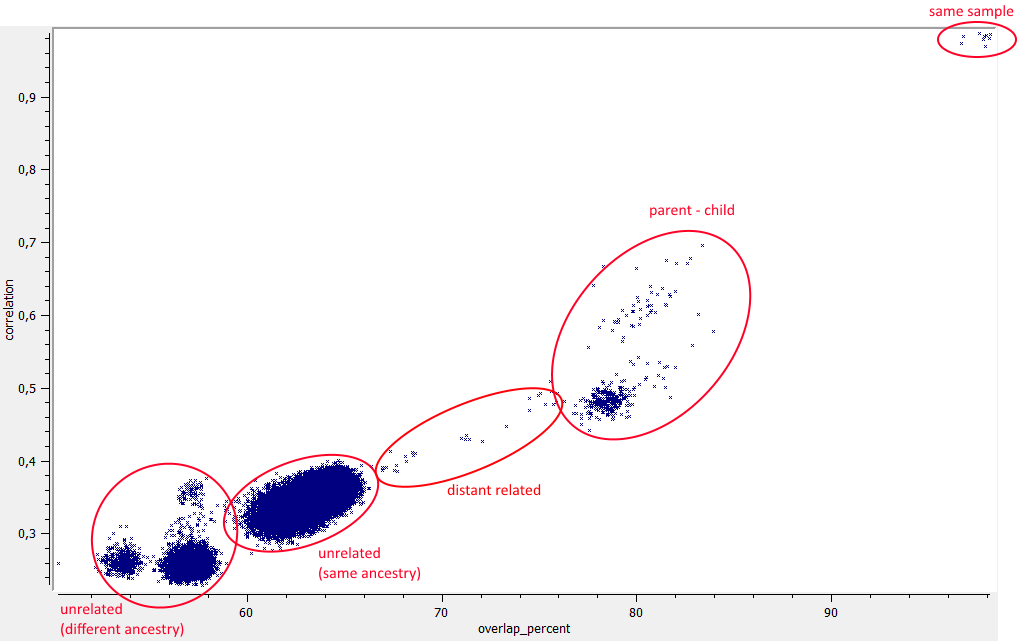 same sample
0,9
0,8
parent - child
0,7
correlation
0,6
0,5
0,4
distant related
0,3
unrelated
(same ancestry)
unrelated
(different ancestry)
60
70
80
90
overlap_percent